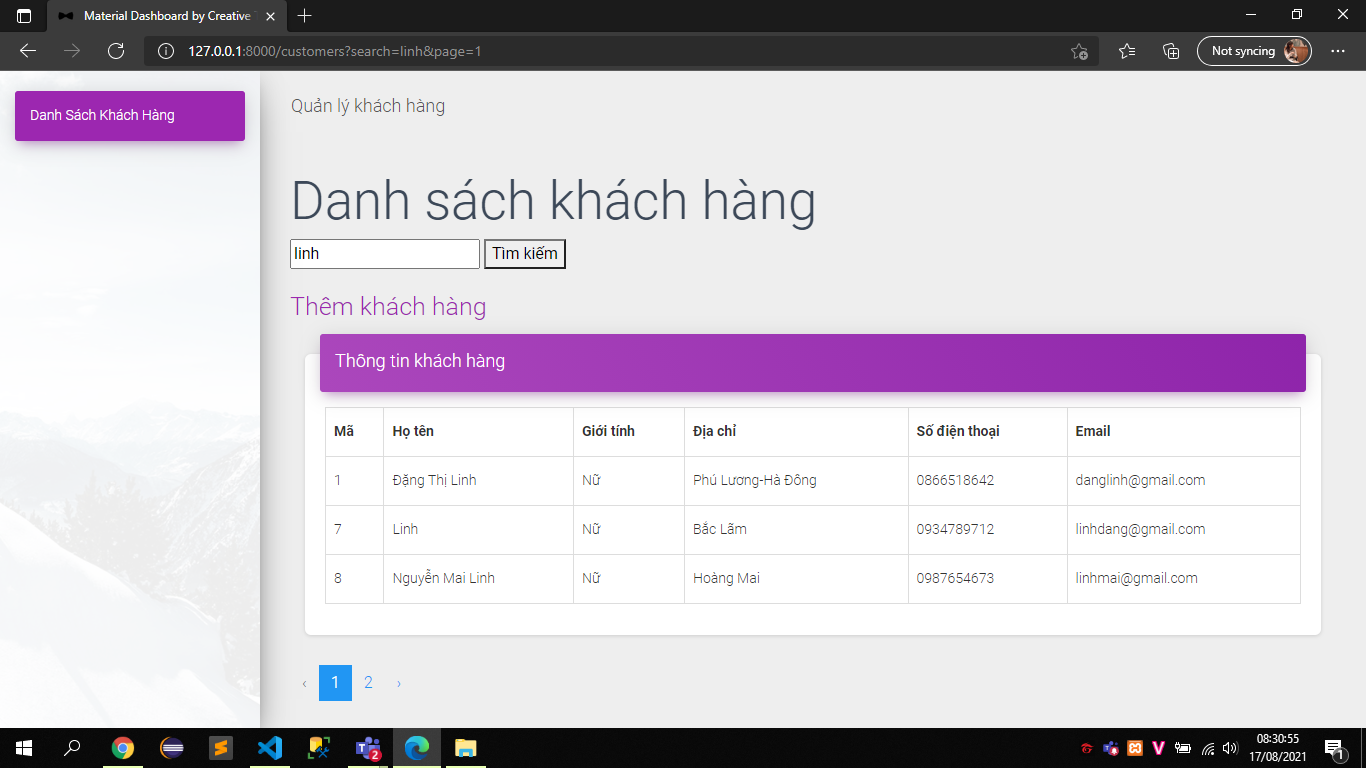 Material Dashboard by Creative
127.0.0.1:8000/customers?search=linh&page=1
Not syncing
Danh Sách Khách Hàng
Quản lý khách hàng
Danh sách khách hàng
linh Tìm kiếm
Thêm khách hàng
Thông tin khách hàng
Mã Họ tên Giới tính Địa chỉ Số điện thoại Email
1 Đặng Thị Linh Nữ Phú Lương-Hà Đông 0866518642 danglinh@gmail.com
7 Linh Nữ Bắc Lãm 0934789712 linhdang@gmail.com
8 Nguyễn Mai Linh Nữ Hoàng Mai 0987654673 linhmai@gmail.com
‹ 1 2 ›
2
08:30:55
17/08/2021
1